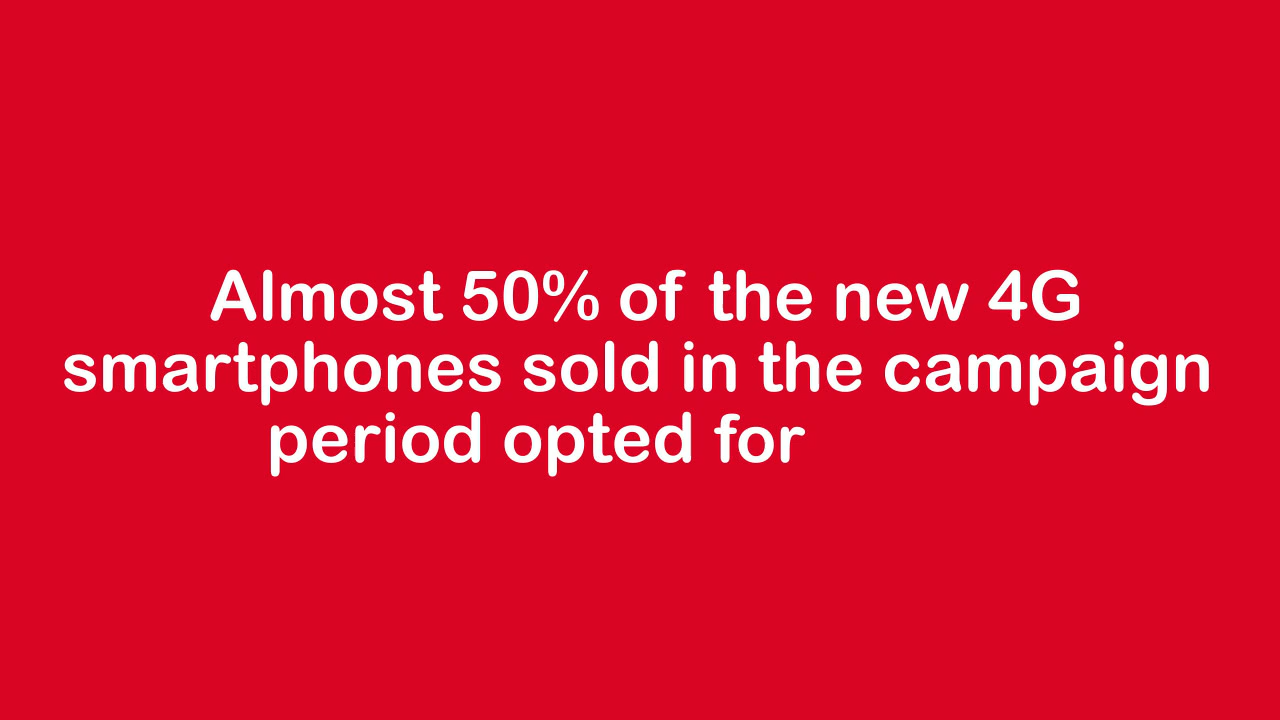 Almost 50% of the new 4G
smartphones sold in the campaign
period opted for